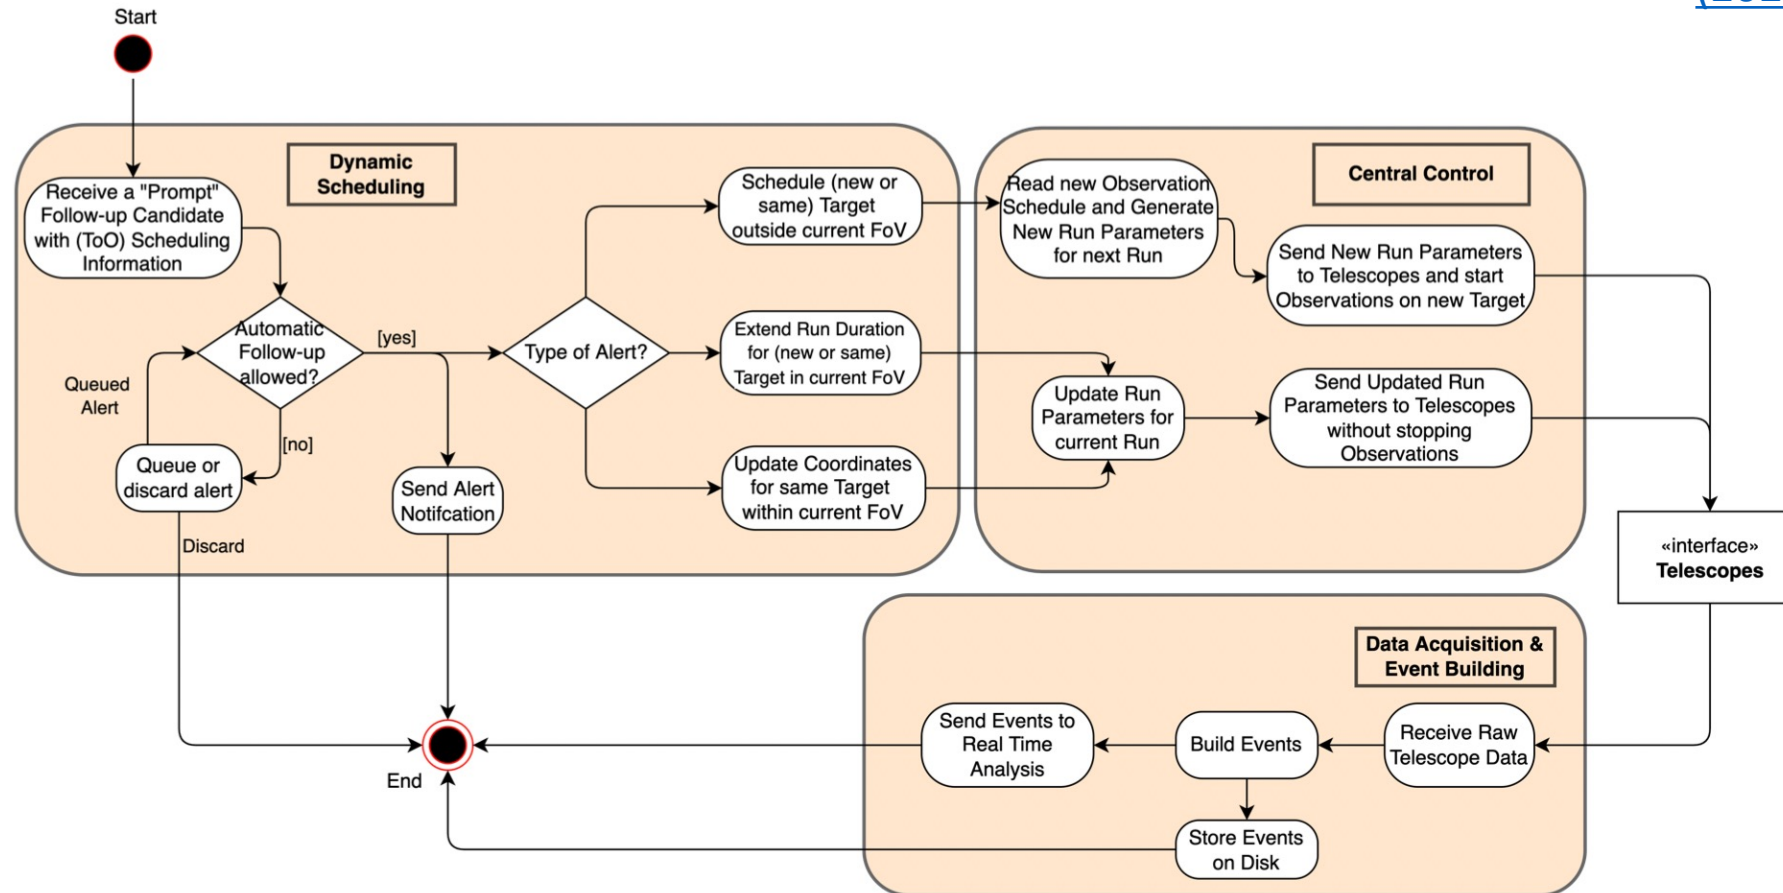 Start
Dynamic
Scheduling
Receive a "Prompt"
Follow-up Candidate
with (ToO) Scheduling
Information
Automatic
Follow-up
allowed?
[yes]
[no]
Queued
Alert
Queue or
discard alert
Discard
Send Alert
Notifcation
Type of Alert?
Schedule (new or
same) Target
outside current FoV
Extend Run Duration
for (new or same)
Target in current FoV
Update Coordinates
for same Target
within current FoV
Central Control
Read new Observation
Schedule and Generate
New Run Parameters
for next Run
Send New Run Parameters
to Telescopes and start
Observations on new Target
Update Run
Parameters for
current Run
Send Updated Run
Parameters to Telescopes
without stopping
Observations
«interface»
Telescopes
Data Acquisition &
Event Building
Receive Raw
Telescope Data
Build Events
Send Events to
Real Time
Analysis
Store Events
on Disk
End